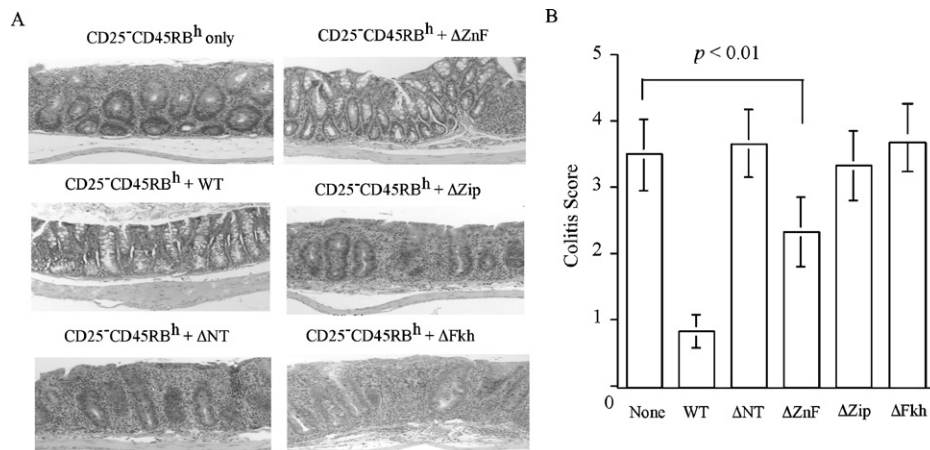 A
CD25⁻CD45RBʰ only
CD25⁻CD45RBʰ + ΔZnF
CD25⁻CD45RBʰ + WT
CD25⁻CD45RBʰ + ΔZip
CD25⁻CD45RBʰ + ΔNT
CD25⁻CD45RBʰ + ΔFkh
B
p < 0.01
Colitis Score
5
4
3
2
1
0
None WT ΔNT ΔZnF ΔZip ΔFkh